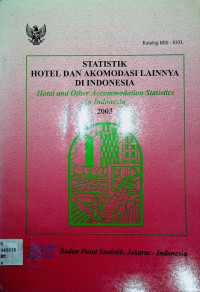 Katalog BPS :
STATISTIK
HOTEL DAN AKOMODASI LAINNYA
DI INDONESIA
Hotel and Other Accommodation Statistics
in Indonesia
2003
Badan Pusat Statistik, Jakarta - Indonesia